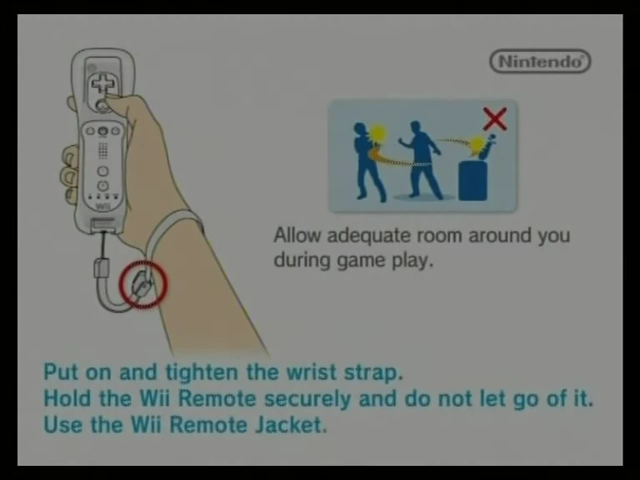 Nintendo
Allow adequate room around you
during game play.
Wii
Put on and tighten the wrist strap.
Hold the Wii Remote securely and do not let go of it.
Use the Wii Remote Jacket.